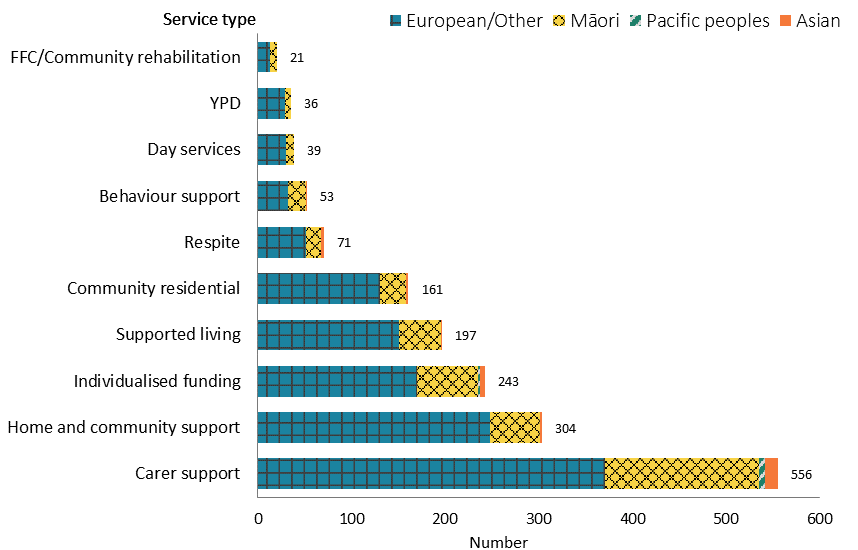 Service type
European/Other Māori Pacific peoples Asian
FFC/Community rehabilitation 21
YPD 36
Day services 39
Behaviour support 53
Respite 71
Community residential 161
Supported living 197
Individualised funding 243
Home and community support 304
Carer support 556
0 100 200 300 400 500 600
Number